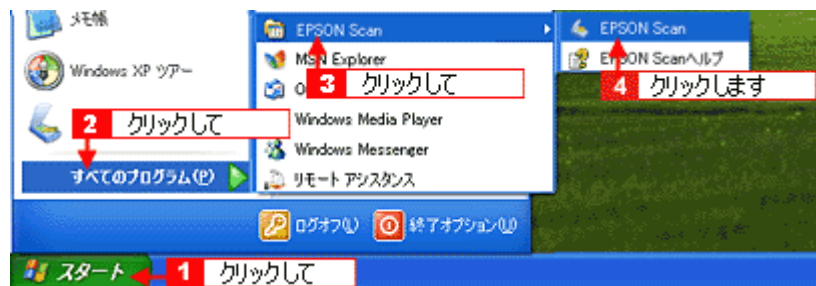 メモ帳
Windows XP ツアー
すべてのプログラム(P)
EPSON Scan
MSN Explorer
O
Windows Media Player
Windows Messenger
リモート アシスタンス
EPSON Scan
EPSON Scanヘルプ
ログオフ(L)
終了オプション(U)
スタート
1 クリックして
2 クリックして
3 クリックして
4 クリックします